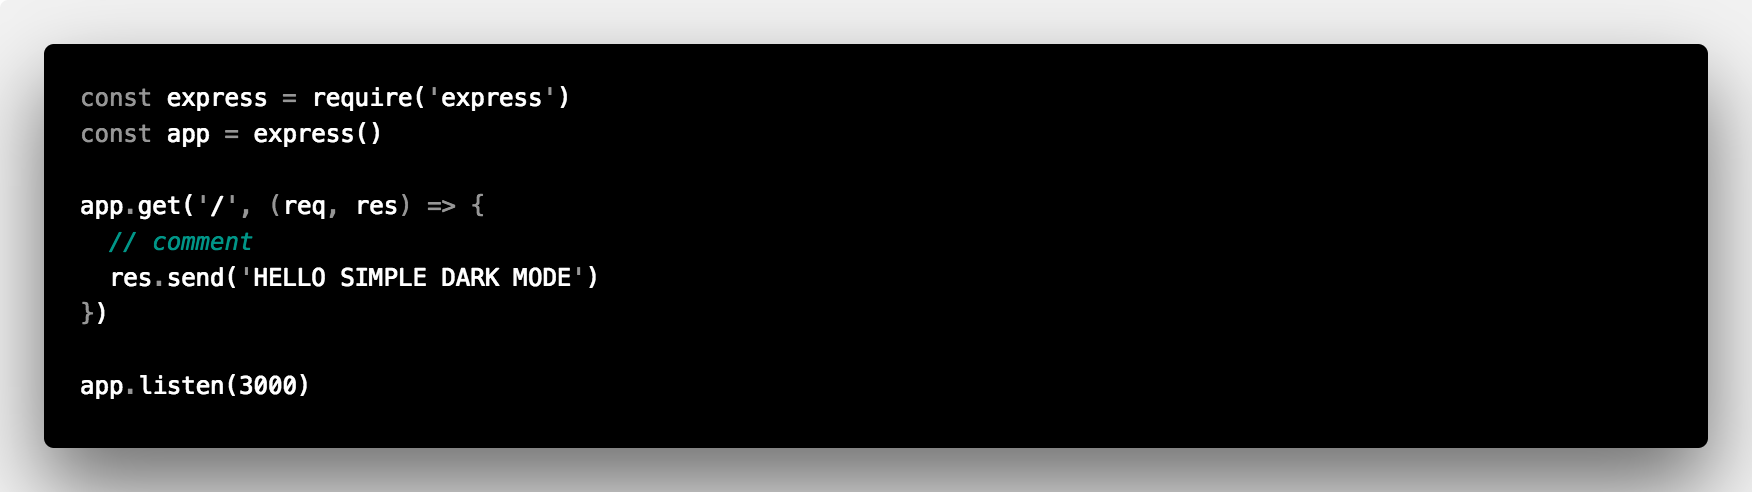 const express = require('express')
const app = express()

app.get('/', (req, res) => {
  // comment
  res.send('HELLO SIMPLE DARK MODE')
})

app.listen(3000)